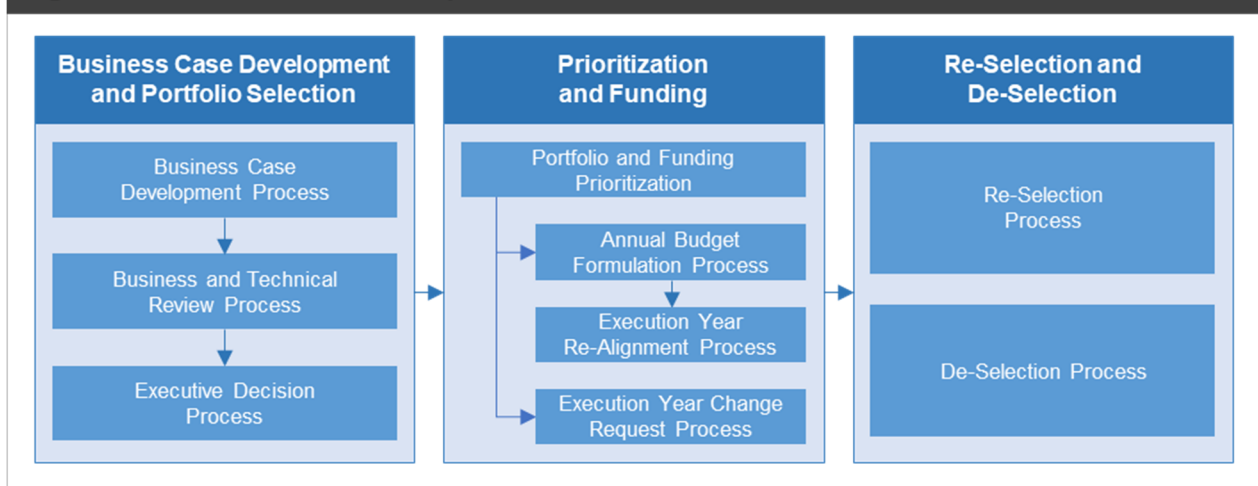 Business Case Development
and Portfolio Selection
Business Case
Development Process
Business and Technical
Review Process
Executive Decision
Process
Prioritization
and Funding
Portfolio and Funding
Prioritization
Annual Budget
Formulation Process
Execution Year
Re-Alignment Process
Execution Year Change
Request Process
Re-Selection and
De-Selection
Re-Selection
Process
De-Selection Process